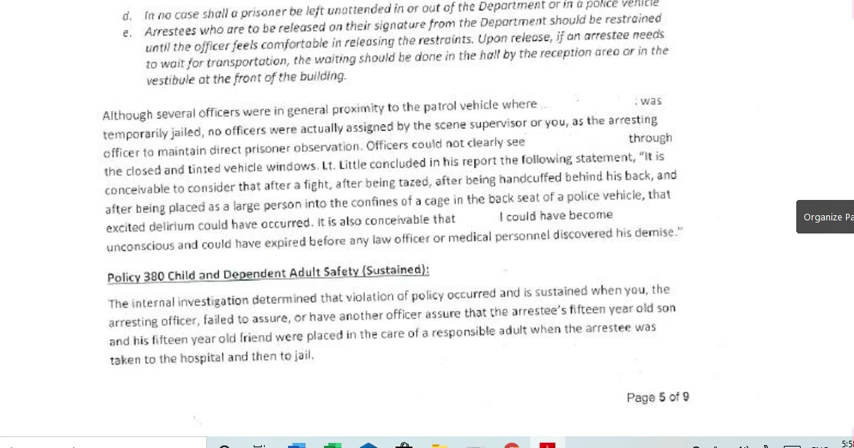 d. In no case shall a prisoner be left unattended in or out of the Department or in a police vehicle
e. Arrestees who are to be released on their signature from the Department should be restrained
until the officer feels comfortable in releasing the restraints. Upon release, if an arrestee needs
to wait for transportation, the waiting should be done in the hall by the reception area or in the
vestibule at the front of the building.
Although several officers were in general proximity to the patrol vehicle where was
temporarily jailed, no officers were actually assigned by the scene supervisor or you, as the arresting
officer to maintain direct prisoner observation. Officers could not clearly see through
the closed and tinted vehicle windows. Lt. Little concluded in his report the following statement, "It is
conceivable to consider that after a fight, after being tazed, after being handcuffed behind his back, and
after being placed as a large person into the confines of a cage in the back seat of a police vehicle, that
excited delirium could have occurred. It is also conceivable that I could have become
unconscious and could have expired before any law officer or medical personnel discovered his demise."
Policy 380 Child and Dependent Adult Safety (Sustained):
The internal investigation determined that violation of policy occurred and is sustained when you, the
arresting officer, failed to assure, or have another officer assure that the arrestee's fifteen year old son
and his fifteen year old friend were placed in the care of a responsible adult when the arrestee was
taken to the hospital and then to jail.
Page 5 of 9
Organize Pa